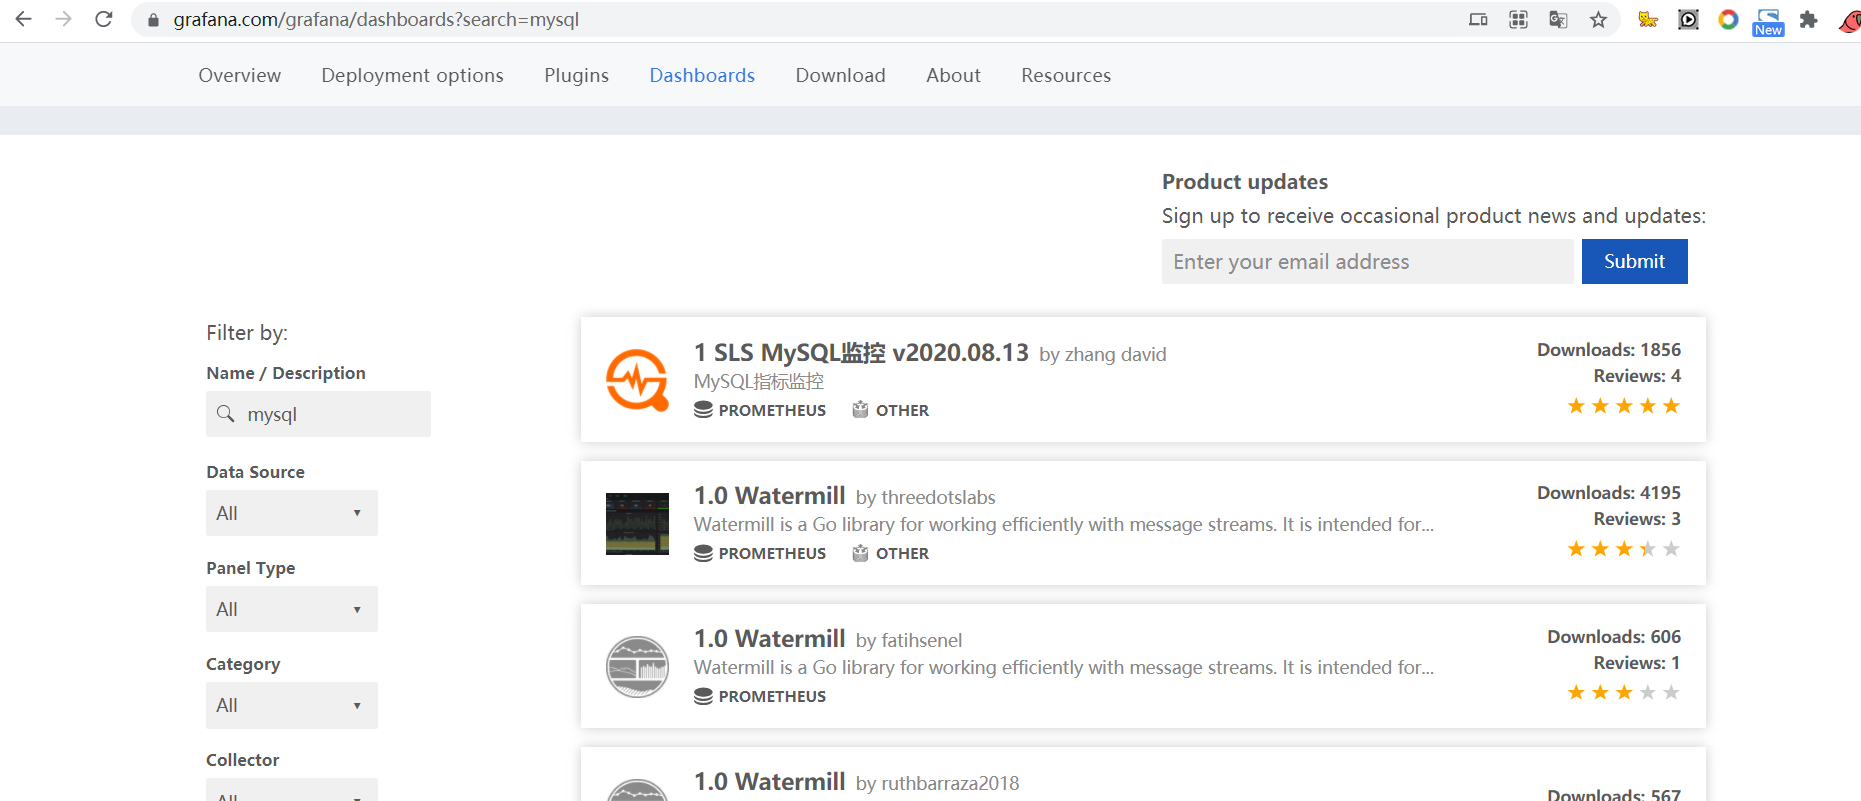 grafana.com/grafana/dashboards?search=mysql
New
Overview Deployment options Plugins Dashboards Download About Resources
Product updates
Sign up to receive occasional product news and updates:
Enter your email address Submit
Filter by:
Name / Description
mysql
Data Source
All
Panel Type
All
Category
All
Collector
All
1 SLS MySQL监控 v2020.08.13 by zhang david
MySQL指标监控
PROMETHEUS OTHER
Downloads: 1856
Reviews: 4
1.0 Watermill by threedotslabs
Watermill is a Go library for working efficiently with message streams. It is intended for...
PROMETHEUS OTHER
Downloads: 4195
Reviews: 3
1.0 Watermill by fatihsenel
Watermill is a Go library for working efficiently with message streams. It is intended for...
PROMETHEUS
Downloads: 606
Reviews: 1
1.0 Watermill by ruthbarraza2018
Downloads: 567